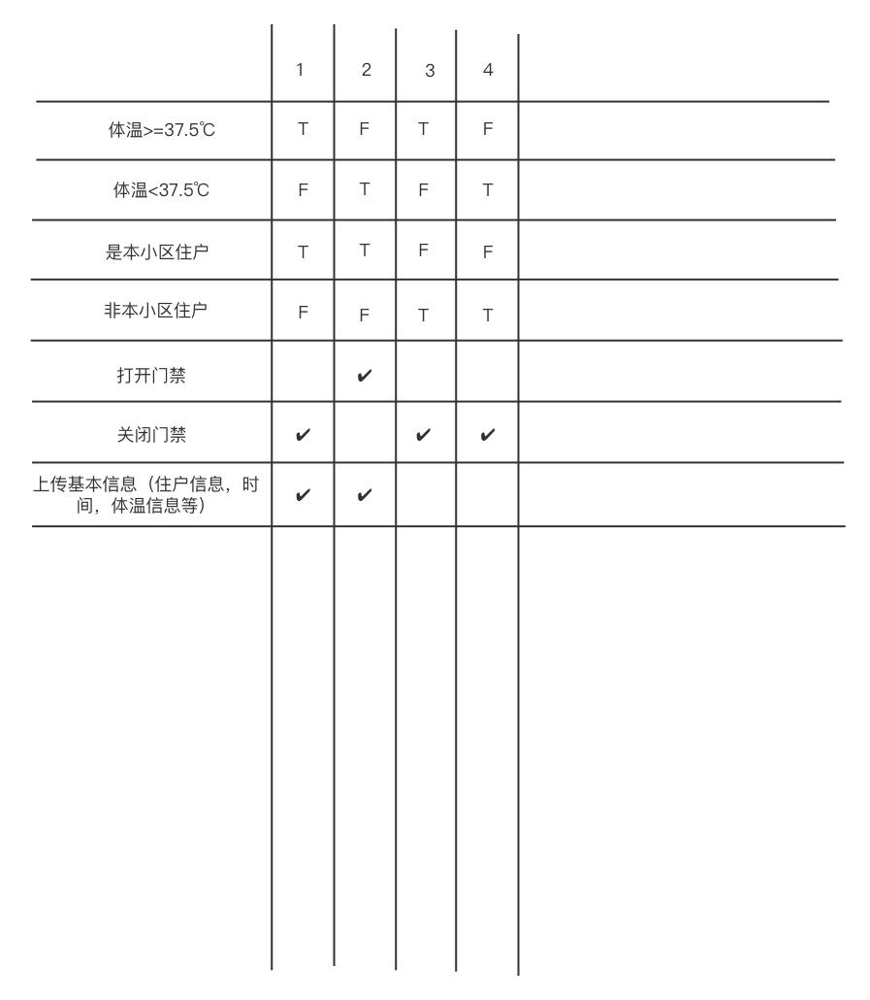 1 2 3 4
体温>=37.5℃ T F T F
体温<37.5℃ F T F T
是本小区住户 T T F F
非本小区住户 F F T T
打开门禁 ✔
关闭门禁 ✔ ✔ ✔
上传基本信息（住户信息，时
间，体温信息等） ✔ ✔